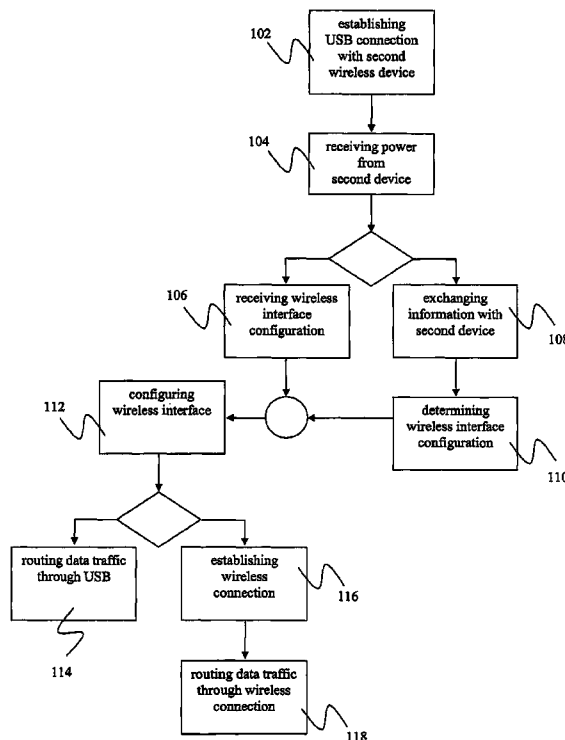 102
establishing
USB connection
with second
wireless device
104
receiving power
from
second device
106
receiving wireless
interface
configuration
exchanging
information with
second device
108
112
configuring
wireless interface
determining
wireless interface
configuration
110
routing data traffic
through USB
114
establishing
wireless
connection
116
routing data traffic
through wireless
connection
118